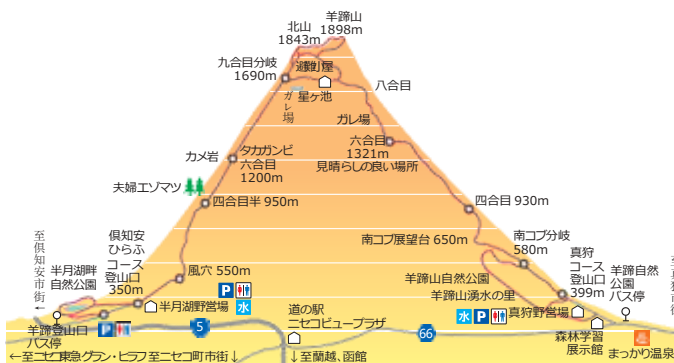 羊蹄山
1898m
北山
1843m
九合目分岐
1690m
星ヶ池
ガレ場
八合目
ガレ場
六合目
1321m
見晴らしの良い場所
カメ岩
タカガンビ
六合目
1200m
夫婦エゾマツ
四合目半 950m
四合目 930m
南コブ展望台 650m
南コブ分岐
580m
倶知安
ひらふ
コース
登山口
350m
風穴 550m
至倶知安市街
半月湖畔
自然公園
半月湖野営場
羊蹄山自然公園
羊蹄山湧水の里
真狩
コース
登山口
399m
羊蹄自然
公園
バス停
真狩野営場
森林学習
展示館
まっかり温泉
P
水
5
道の駅
ニセコビュープラザ
66
水 P
羊蹄登山口
バス停
P
←至ニセコ東急グラン・ヒラフ
至ニセコ町市街↓
↓至蘭越、函館